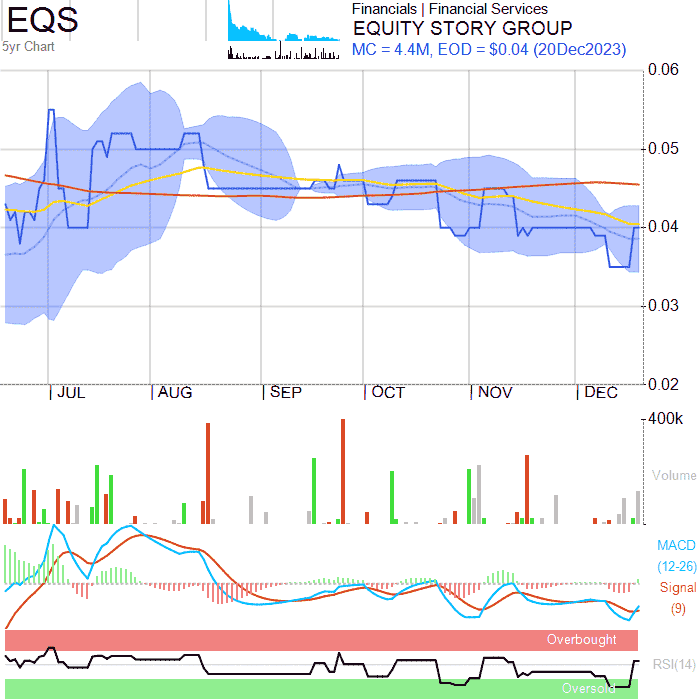 EQS
5yr Chart
Financials | Financial Services
EQUITY STORY GROUP
MC = 4.4M, EOD = $0.04 (20Dec2023)
0.06
0.05
0.04
0.03
0.02
JUL
AUG
SEP
OCT
NOV
DEC
400k
Volume
MACD
(12-26)
Signal
(9)
Overbought
RSI(14)
Oversold